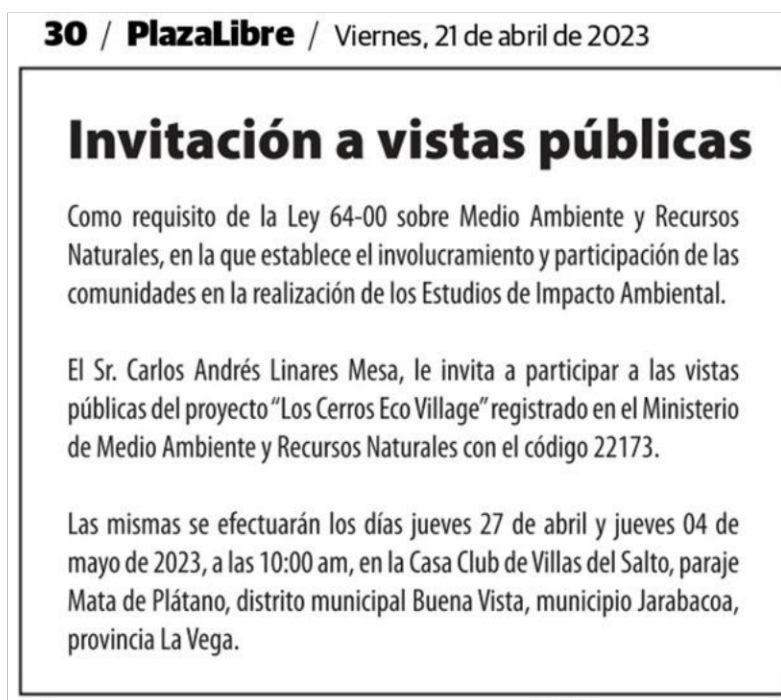 30 / PlazaLibre / Viernes, 21 de abril de 2023
Invitación a vistas públicas
Como requisito de la Ley 64-00 sobre Medio Ambiente y Recursos
Naturales, en la que establece el involucramiento y participación de las
comunidades en la realización de los Estudios de Impacto Ambiental.
El Sr. Carlos Andrés Linares Mesa, le invita a participar a las vistas
públicas del proyecto “Los Cerros Eco Village” registrado en el Ministerio
de Medio Ambiente y Recursos Naturales con el código 22173.
Las mismas se efectuarán los días jueves 27 de abril y jueves 04 de
mayo de 2023, a las 10:00 am, en la Casa Club de Villas del Salto, paraje
Mata de Plátano, distrito municipal Buena Vista, municipio Jarabacoa,
provincia La Vega.